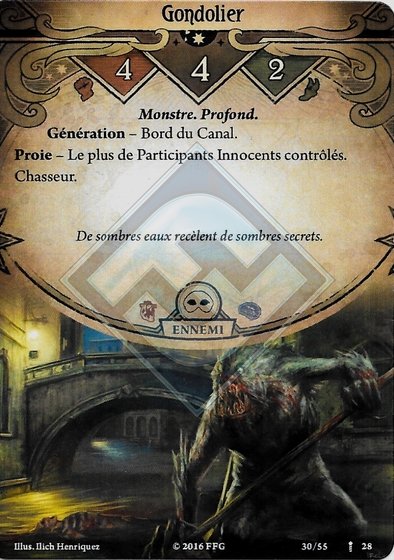 Gondolier
4 4 2
Monstre. Profond.
Génération – Bord du Canal.
Proie – Le plus de Participants Innocents contrôlés.
Chasseur.
De sombres eaux recèlent de sombres secrets.
ENNEMI
Illus. Ilich Henriquez © 2016 FFG 30/55 28